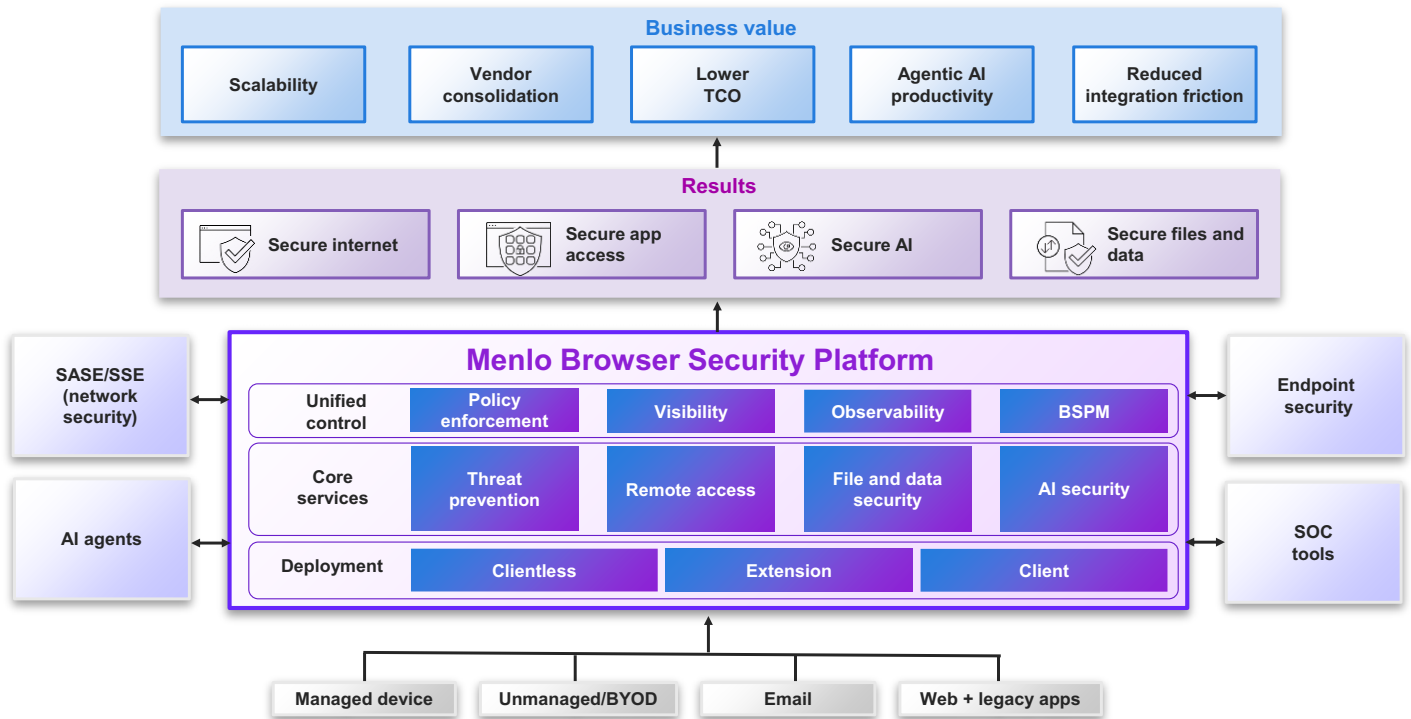 Business value
Scalability
Vendor
consolidation
Lower
TCO
Agentic AI
productivity
Reduced
integration friction
Results
Secure internet
Secure app
access
Secure AI
Secure files and
data
SASE/SSE
(network
security)
AI agents
Menlo Browser Security Platform
Unified
control
Policy
enforcement
Visibility
Observability
BSPM
Core
services
Threat
prevention
Remote access
File and data
security
AI security
Deployment
Clientless
Extension
Client
Endpoint
security
SOC
tools
Managed device
Unmanaged/BYOD
Email
Web + legacy apps